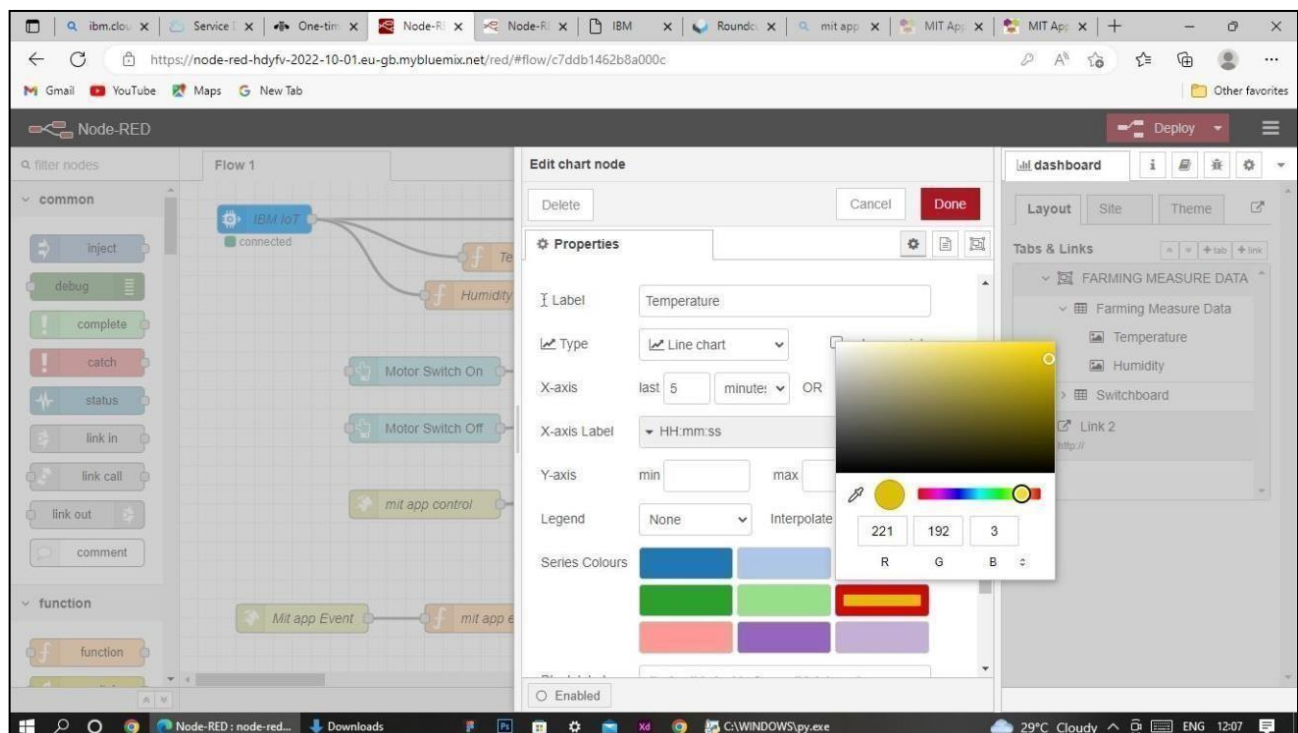 ibm.clou
Service
One-tim
Node-R
Node-R
IBM
Roundc
mit app
MIT Ap
MIT Ap
https://node-red-hdyfv-2022-10-01.eu-gb.mybluemix.net/red/#flow/c7ddb1462b8a000c
Gmail YouTube Maps New Tab Other favorites
Node-RED Deploy
filter nodes
Flow 1
Edit chart node
dashboard
common
Delete Cancel Done
Layout Site Theme
IBM IoT
connected
inject
Properties
Tabs & Links
tab link
Te
debug
FARMING MEASURE DATA
Humidity
Label Temperature
Farming Measure Data
complete
Temperature
Type Line chart
catch
Motor Switch On
Humidity
X-axis last 5 minutes OR
status
Switchboard
Motor Switch Off
X-axis Label HH:mm:ss
Link 2
link in
http://
link call
Y-axis min max
mit app control
link out
Legend None Interpolate
221 192 3
comment
Series Colours
R G B
function
Mit app Event
mit app e
function
Enabled
Node-RED : node-red...
Downloads
C:\WINDOWS\py.exe
29°C Cloudy
ENG
12:07